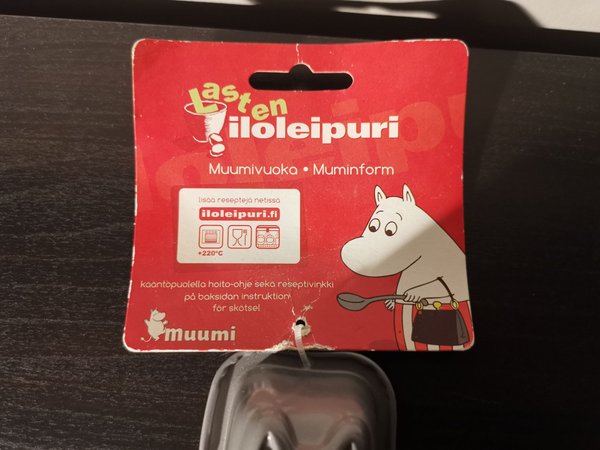 Lasten
iloleipuri
Muumivuoka • Muminform
lisää reseptejä netissä
iloleipuri.fi
+220°C
kääntöpuolella hoito-ohje sekä reseptivinkki
på baksidan instruktion
för skötsel
muumi